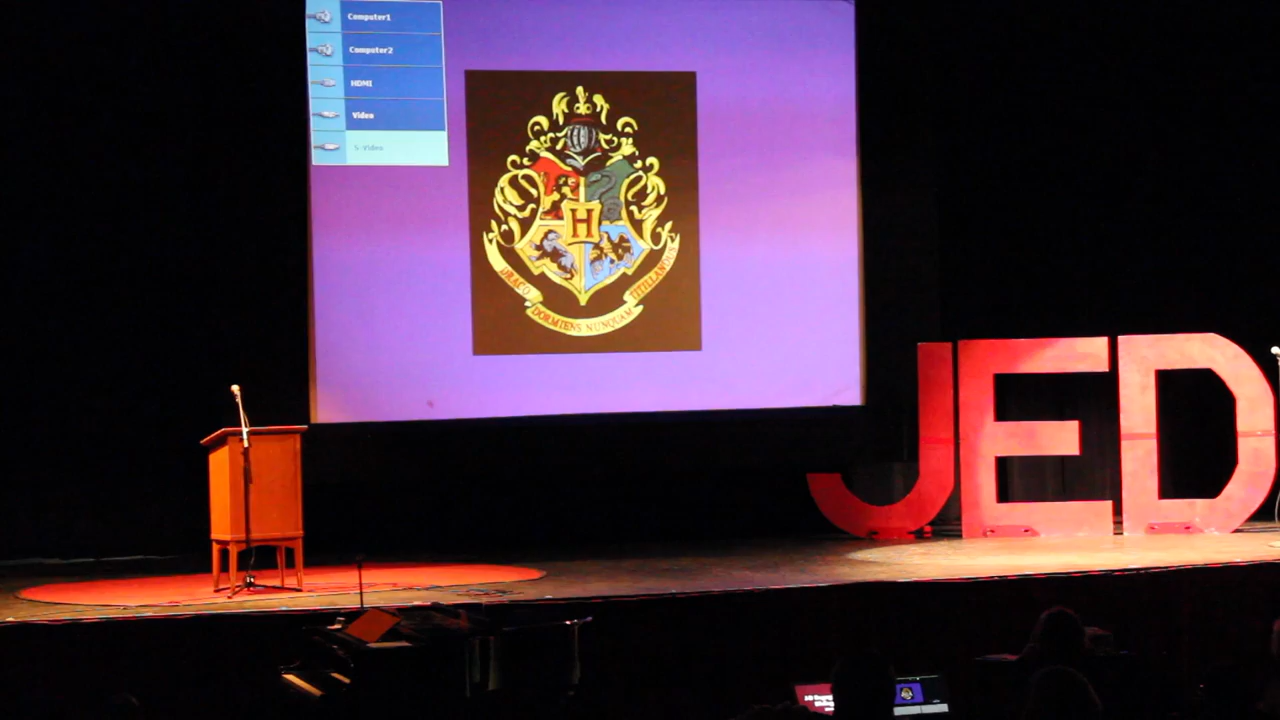 Computer1
Computer2
HDMI
Video
S-Video
H
DRACO DORMIENS NUNQUAM TITILLANDUS
JED